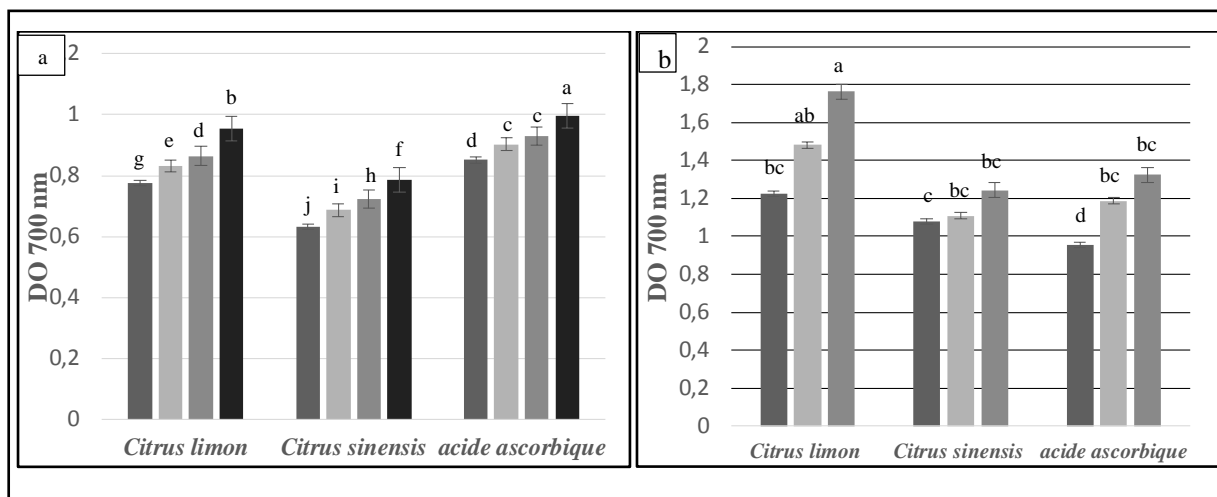 a
2
1
0,8
0,6
0,4
0,2
0
DO 700 nm
g e d b
j i h f
d c c a
Citrus limon Citrus sinensis acide ascorbique
b
2
1,8
1,6
1,4
1,2
1
0,8
0,6
0,4
0,2
0
DO 700 nm
bc ab a
c bc bc
d bc bc
Citrus limon Citrus sinensis acide ascorbique